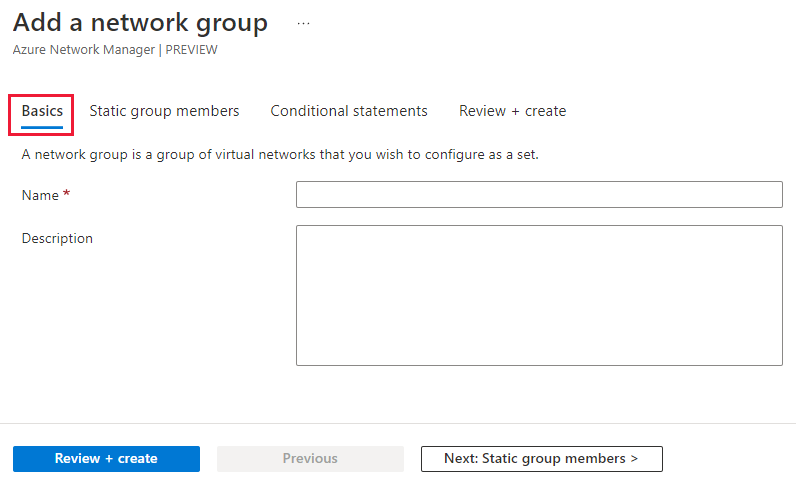 Add a network group ...
Azure Network Manager | PREVIEW
Basics Static group members Conditional statements Review + create
A network group is a group of virtual networks that you wish to configure as a set.
Name *
Description
Review + create Previous Next: Static group members >